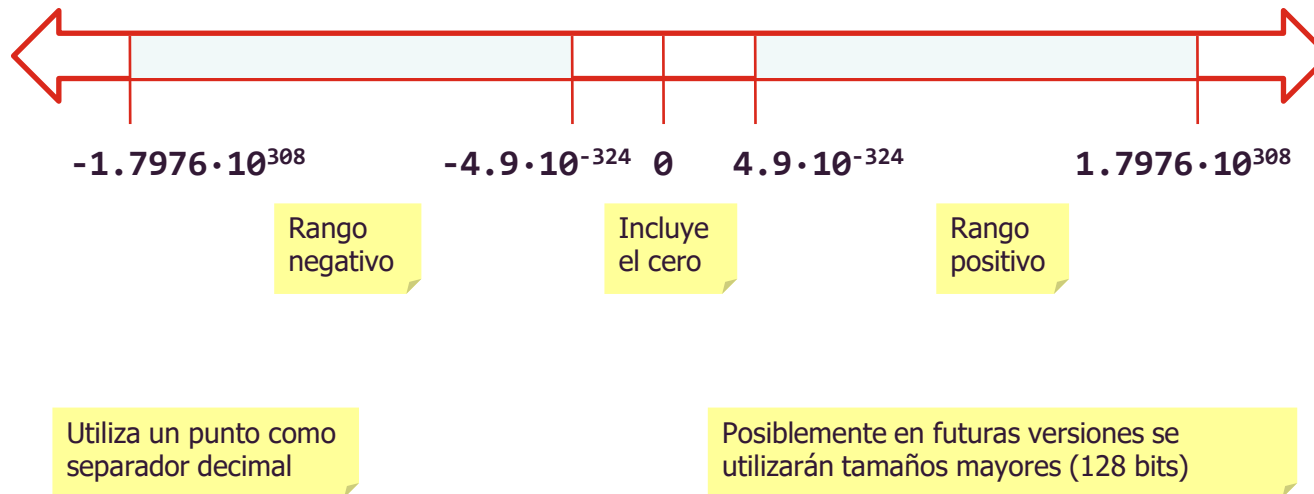 -1.7976·10³⁰⁸ -4.9·10⁻³²⁴ 0 4.9·10⁻³²⁴ 1.7976·10³⁰⁸
Rango
negativo
Incluye
el cero
Rango
positivo
Utiliza un punto como
separador decimal
Posiblemente en futuras versiones se
utilizarán tamaños mayores (128 bits)